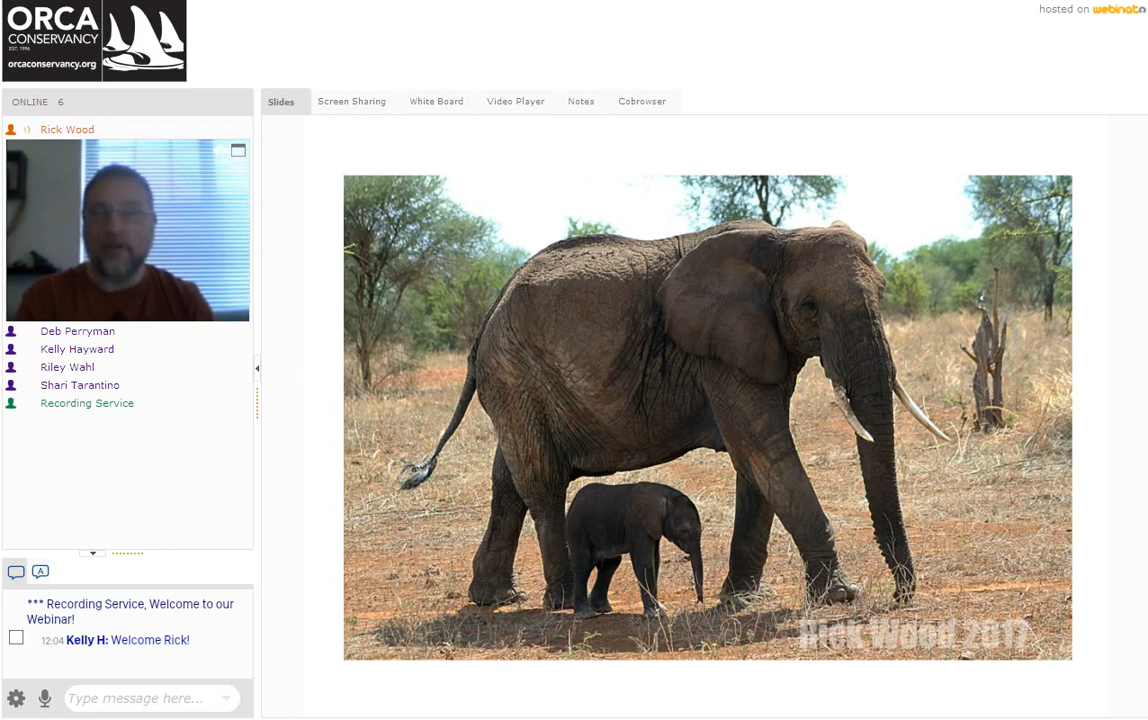 ORCA
CONSERVANCY
EST. 1996
orcaconservancy.org
hosted on webinato
ONLINE 6
Slides
Screen Sharing
White Board
Video Player
Notes
Cobrowser
Rick Wood
Deb Perryman
Kelly Hayward
Riley Wahl
Shari Tarantino
Recording Service
Rick Wood 2017
A
*** Recording Service, Welcome to our
Webinar!
12:04 Kelly H: Welcome Rick!
Type message here...